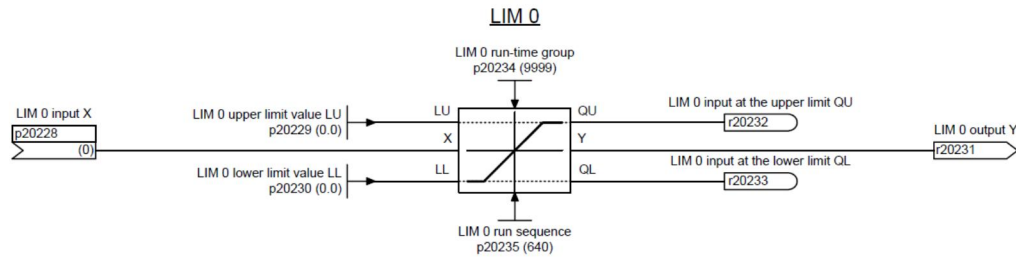 LIM 0
LIM 0 run-time group
p20234 (9999)
LIM 0 input X
p20228
(0)
LIM 0 upper limit value LU
p20229 (0.0)
LIM 0 lower limit value LL
p20230 (0.0)
LU
X
LL
QU
Y
QL
LIM 0 input at the upper limit QU
r20232
LIM 0 output Y
r20231
LIM 0 input at the lower limit QL
r20233
LIM 0 run sequence
p20235 (640)